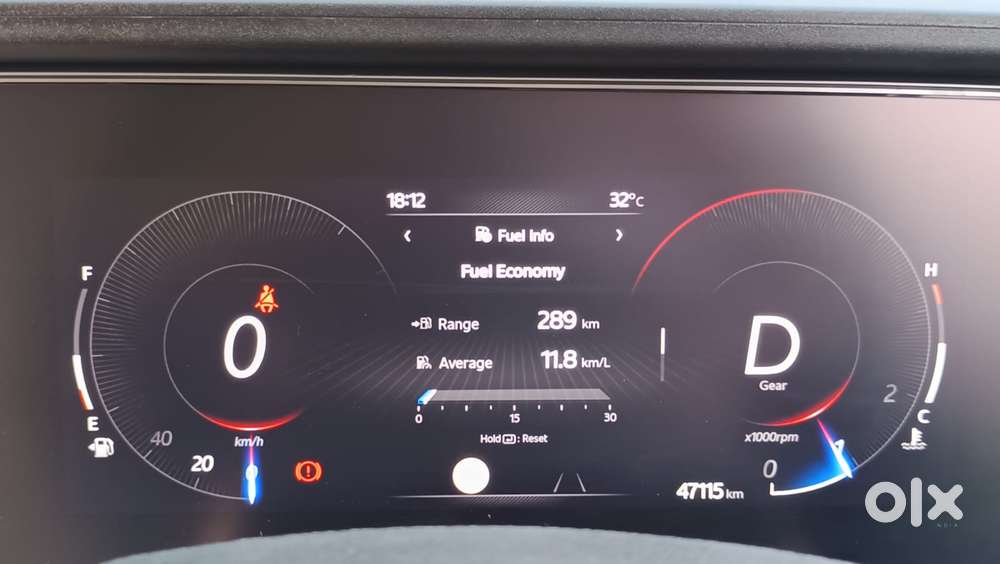 18:12 32°C
‹ Fuel Info ›
Fuel Economy
Range 289 km
Average 11.8 km/L
0 15 30
Hold : Reset
F
E
0
km/h
40
20
D
Gear
x1000rpm
0
2
H
C
47115 km
olx
INDIA